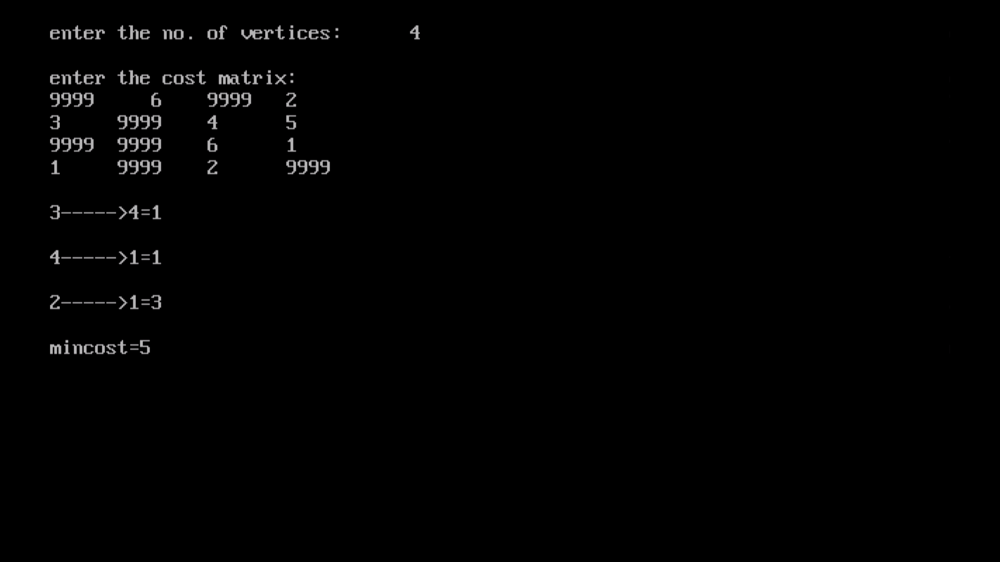 enter the no. of vertices: 4
enter the cost matrix:
9999 6 9999 2
3 9999 4 5
9999 9999 6 1
1 9999 2 9999
3----->4=1
4----->1=1
2----->1=3
mincost=5